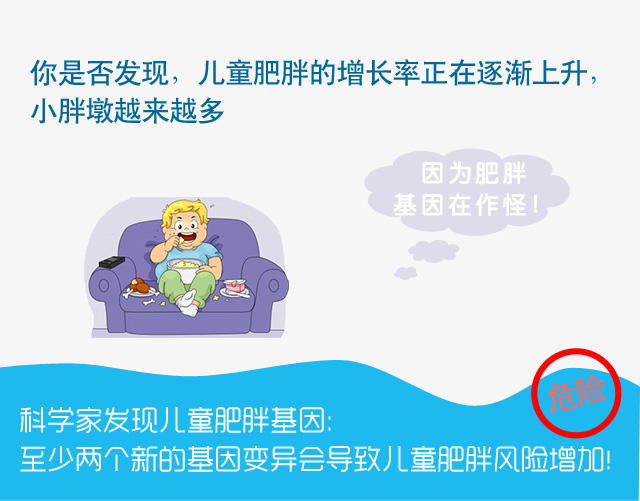 你是否发现，儿童肥胖的增长率正在逐渐上升，
小胖墩越来越多
因为肥胖
基因在作怪！
危险
科学家发现儿童肥胖基因:
至少两个新的基因变异会导致儿童肥胖风险增加!